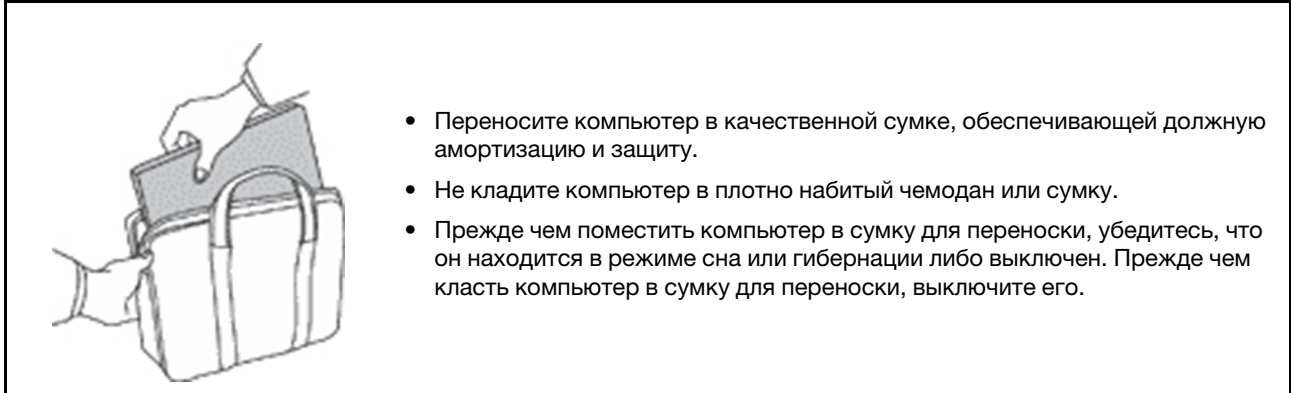 • Переносите компьютер в качественной сумке, обеспечивающей должную
амортизацию и защиту.
• Не кладите компьютер в плотно набитый чемодан или сумку.
• Прежде чем поместить компьютер в сумку для переноски, убедитесь, что
он находится в режиме сна или гибернации либо выключен. Прежде чем
класть компьютер в сумку для переноски, выключите его.